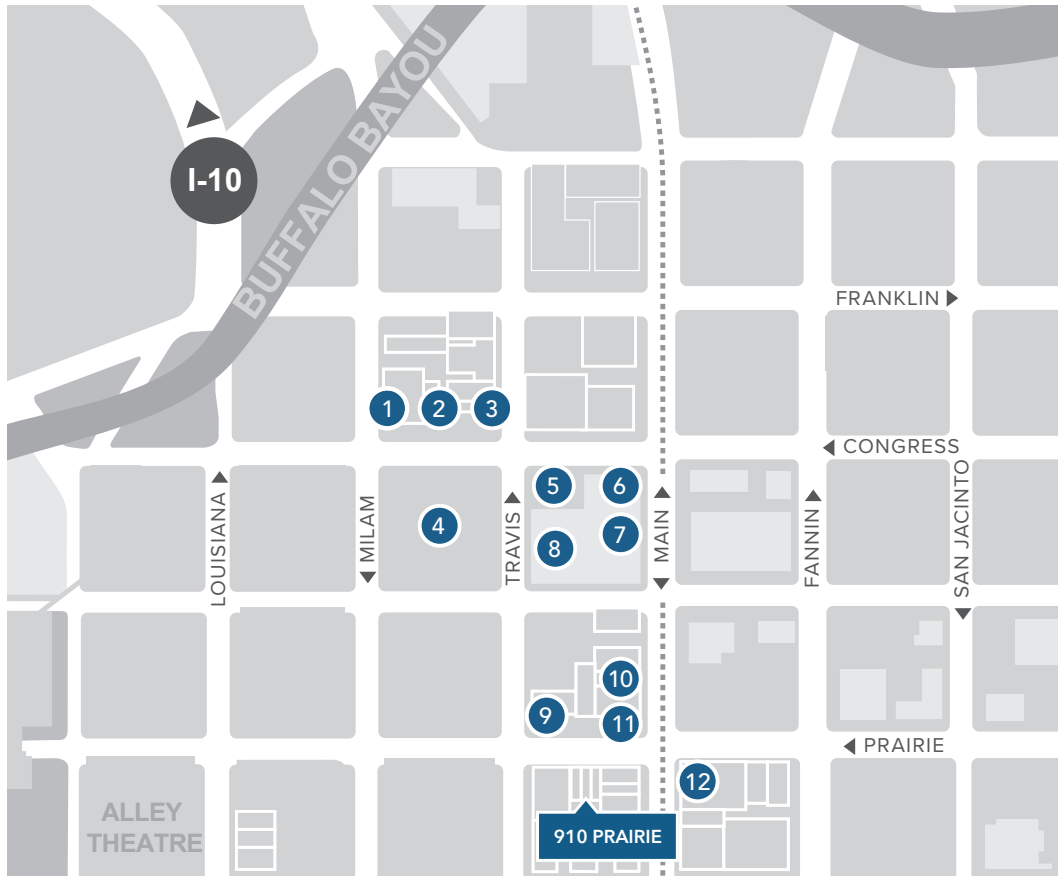 BUFFALO BAYOU
I-10
FRANKLIN
1
2
3
CONGRESS
LOUISIANA
MILAM
4
TRAVIS
5
6
7
8
MAIN
FANNIN
SAN JACINTO
9
10
11
PRAIRIE
12
ALLEY
THEATRE
910 PRAIRIE